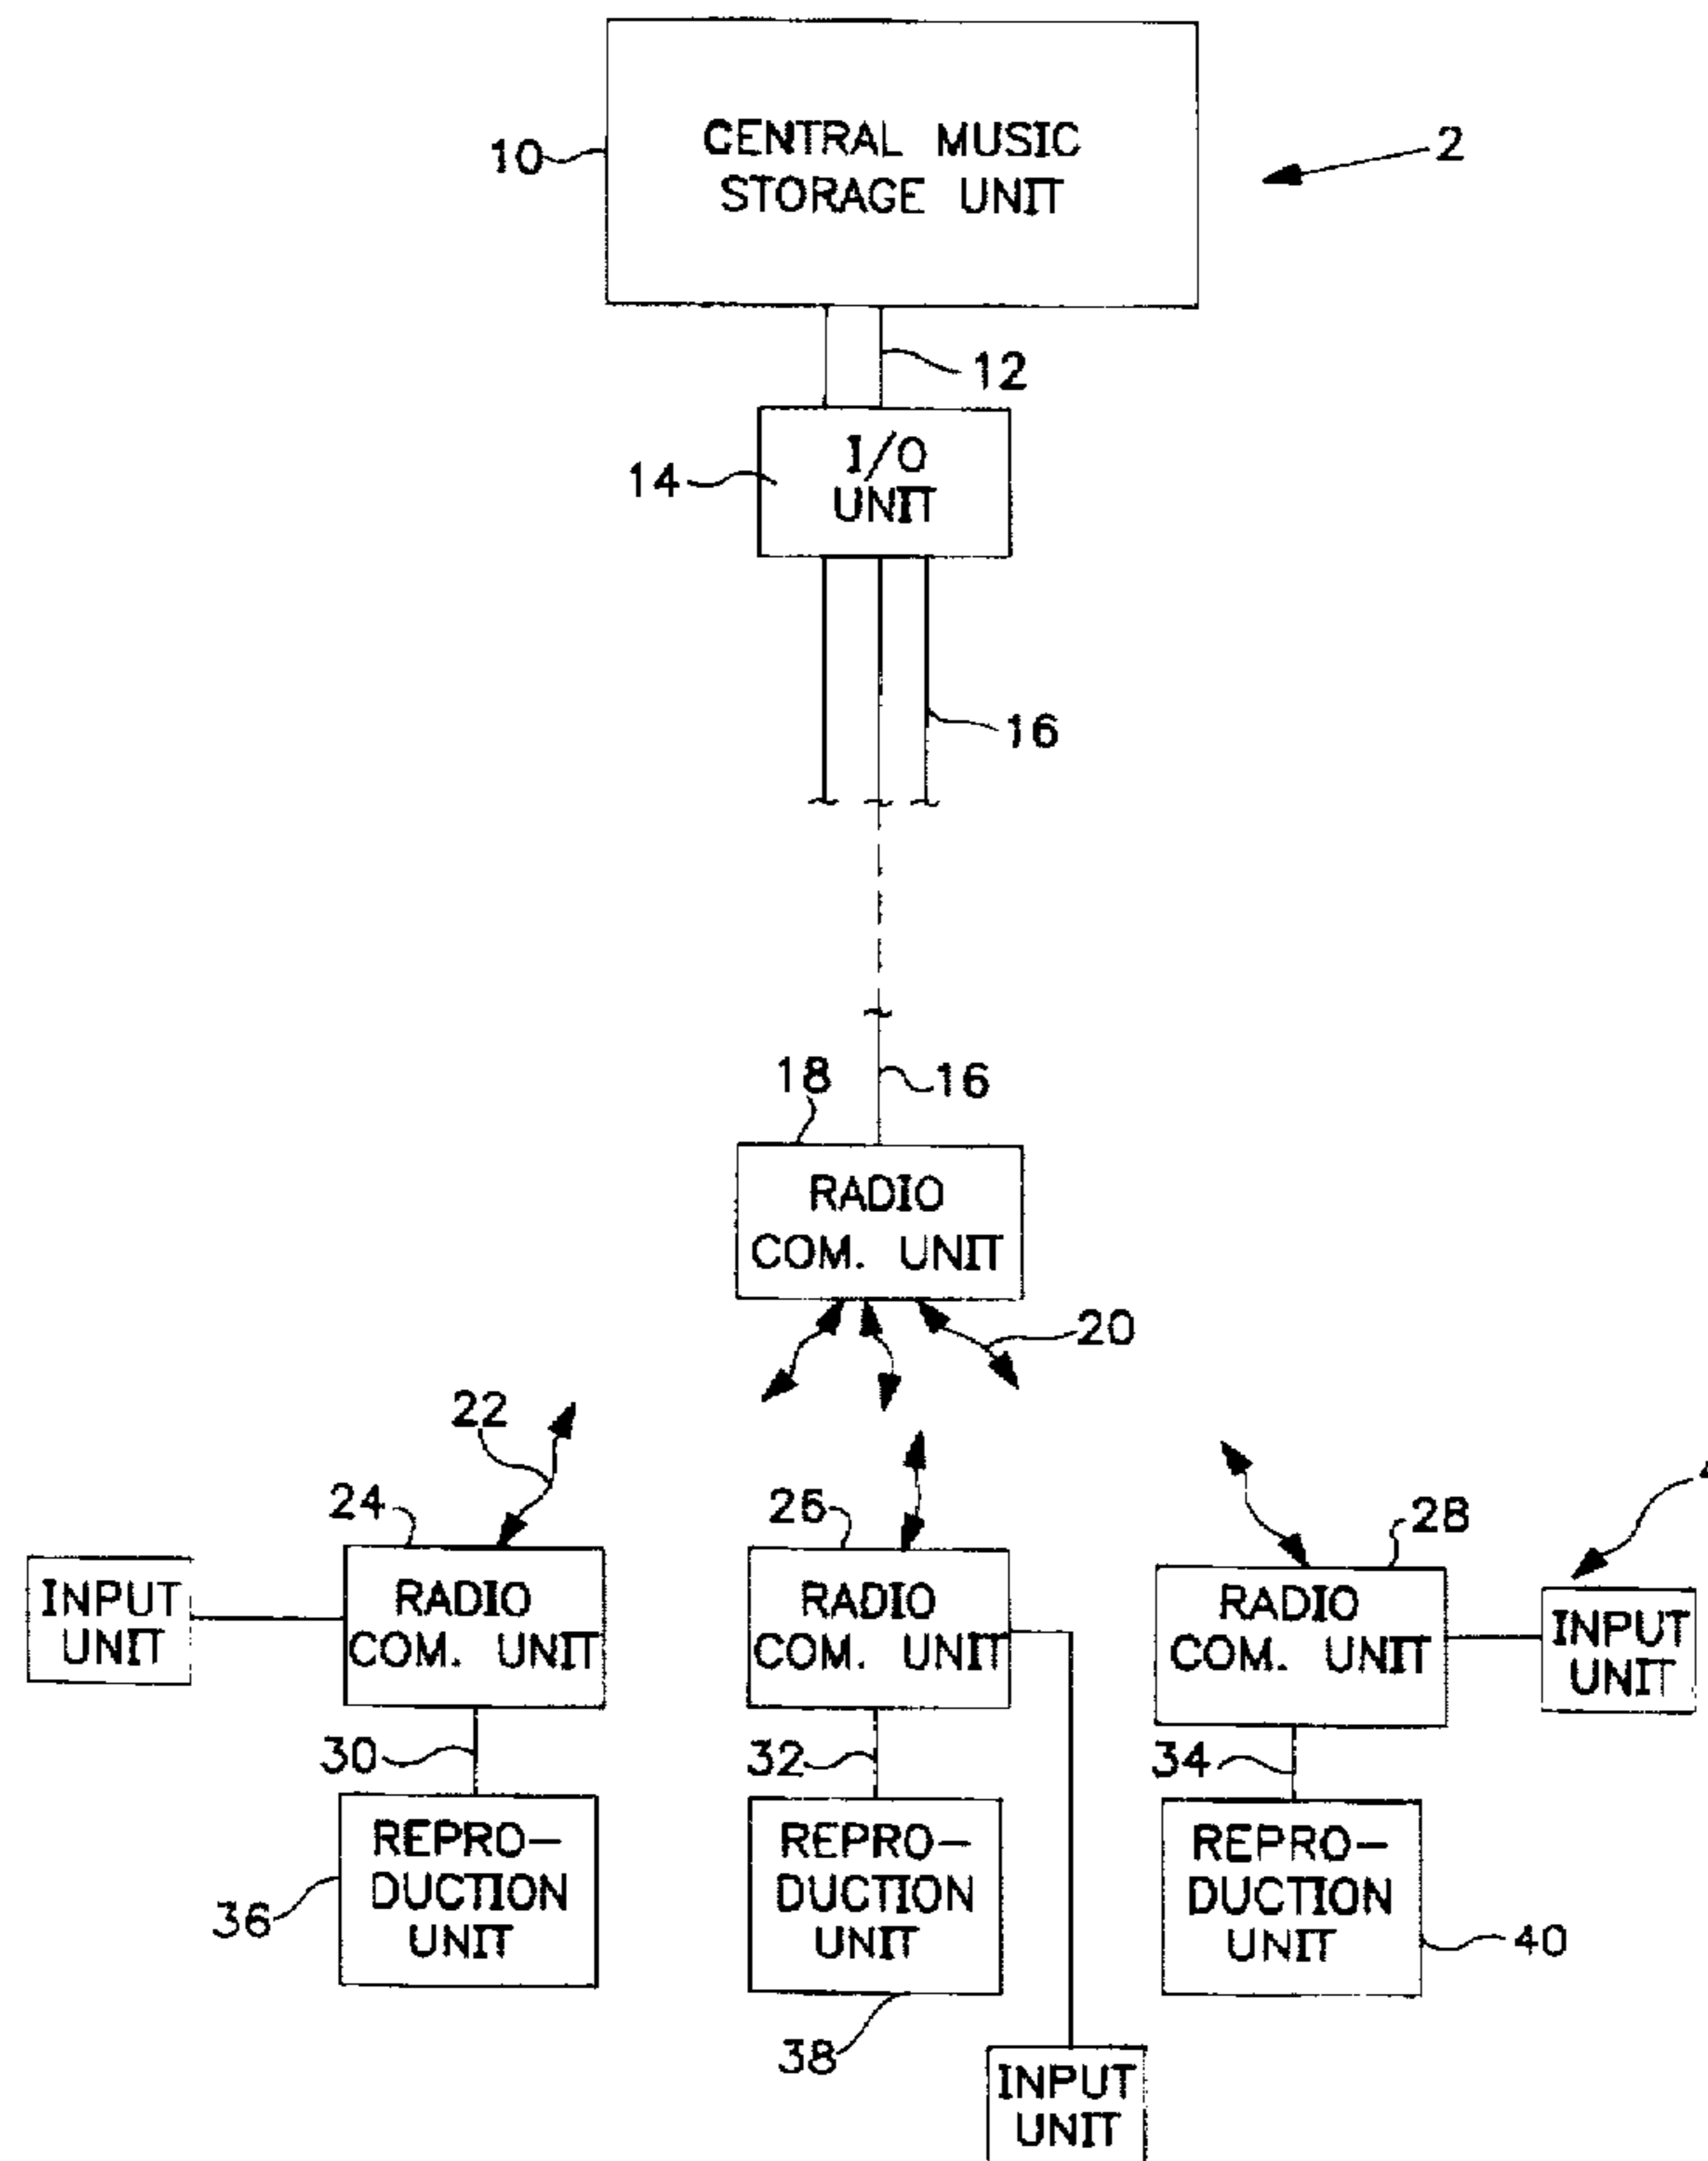 CENTRAL MUSIC
STORAGE UNIT
10
2
12
I/O
UNIT
14
16
18
16
RADIO
COM. UNIT
20
22
24
26
28
4
INPUT
UNIT
RADIO
COM. UNIT
RADIO
COM. UNIT
RADIO
COM. UNIT
INPUT
UNIT
30
32
34
REPRO-
DUCTION
UNIT
36
REPRO-
DUCTION
UNIT
38
REPRO-
DUCTION
UNIT
40
INPUT
UNIT